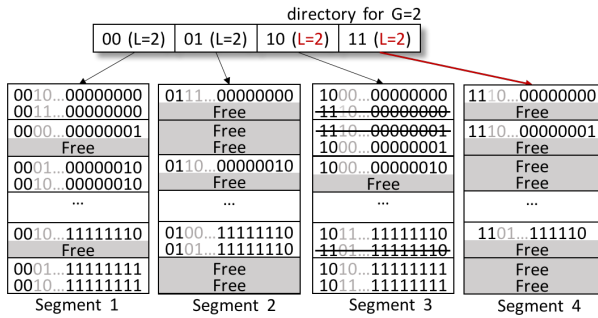 directory for G=2
00 (L=2) 01 (L=2) 10 (L=2) 11 (L=2)
0010...00000000
0011...00000000
0000...00000001
Free
0001...00000010
0010...00000010
...
0010...11111110
Free
0001...11111111
0010...11111111
Segment 1
0111...00000000
Free
Free
Free
0110...00000010
Free
...
0100...11111110
0101...11111110
Free
Free
Segment 2
1000...00000000
1110...00000000
1110...00000001
1000...00000001
1000...00000010
Free
...
1011...11111110
1101...11111110
1010...11111111
1011...11111111
Segment 3
1110...00000000
Free
1110...00000001
Free
Free
Free
...
1101...111110
Free
Free
Free
Segment 4